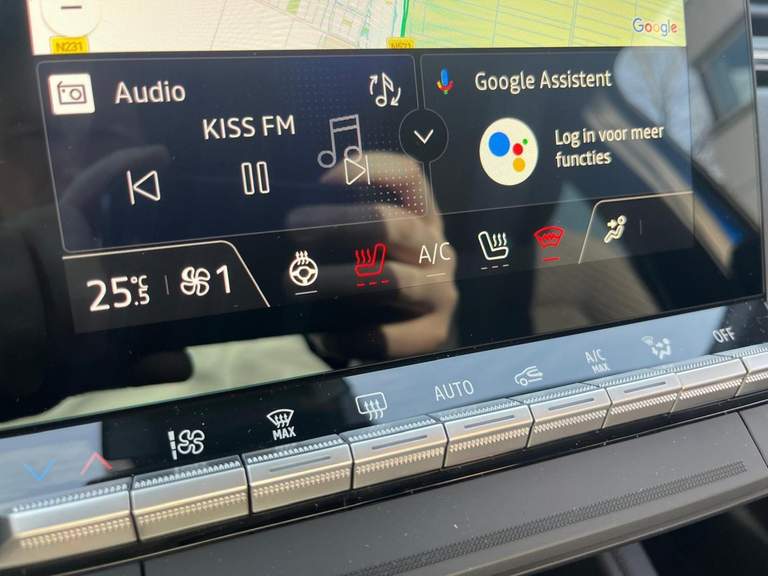 N231
N521
Google
Audio
Google Assistent
KISS FM
Log in voor meer
functies
25.5 °C
1
A/C
MAX
AUTO
A/C
MAX
OFF